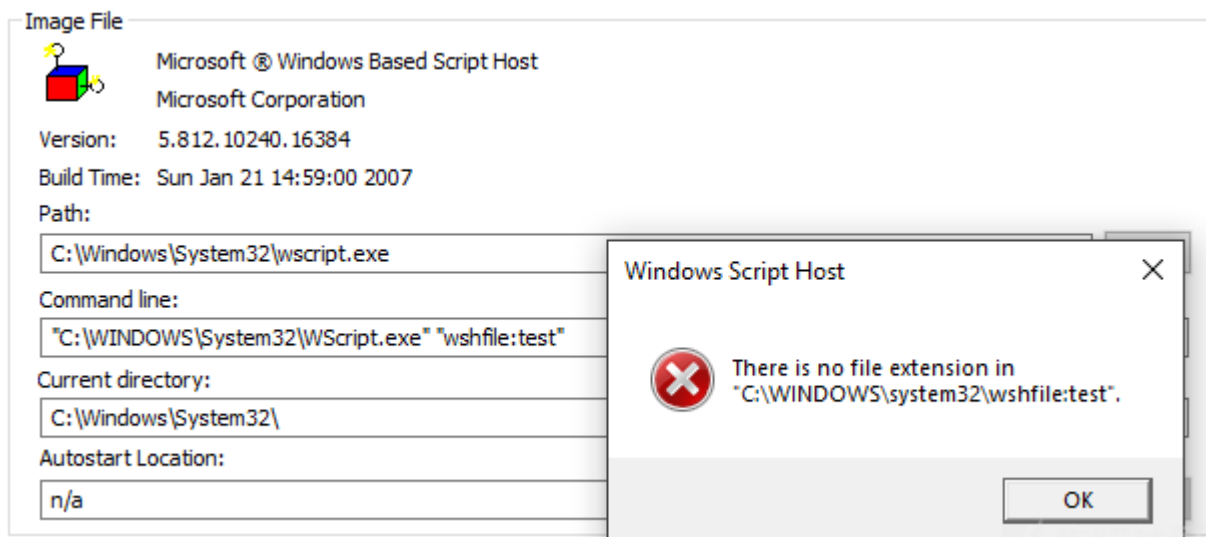 Image File
Microsoft ® Windows Based Script Host
Microsoft Corporation
Version: 5.812.10240.16384
Build Time: Sun Jan 21 14:59:00 2007
Path:
C:\Windows\System32\wscript.exe
Command line:
"C:\WINDOWS\System32\WScript.exe" "wshfile:test"
Current directory:
C:\Windows\System32\
Autostart Location:
n/a
Windows Script Host
There is no file extension in
"C:\WINDOWS\system32\wshfile:test".
OK